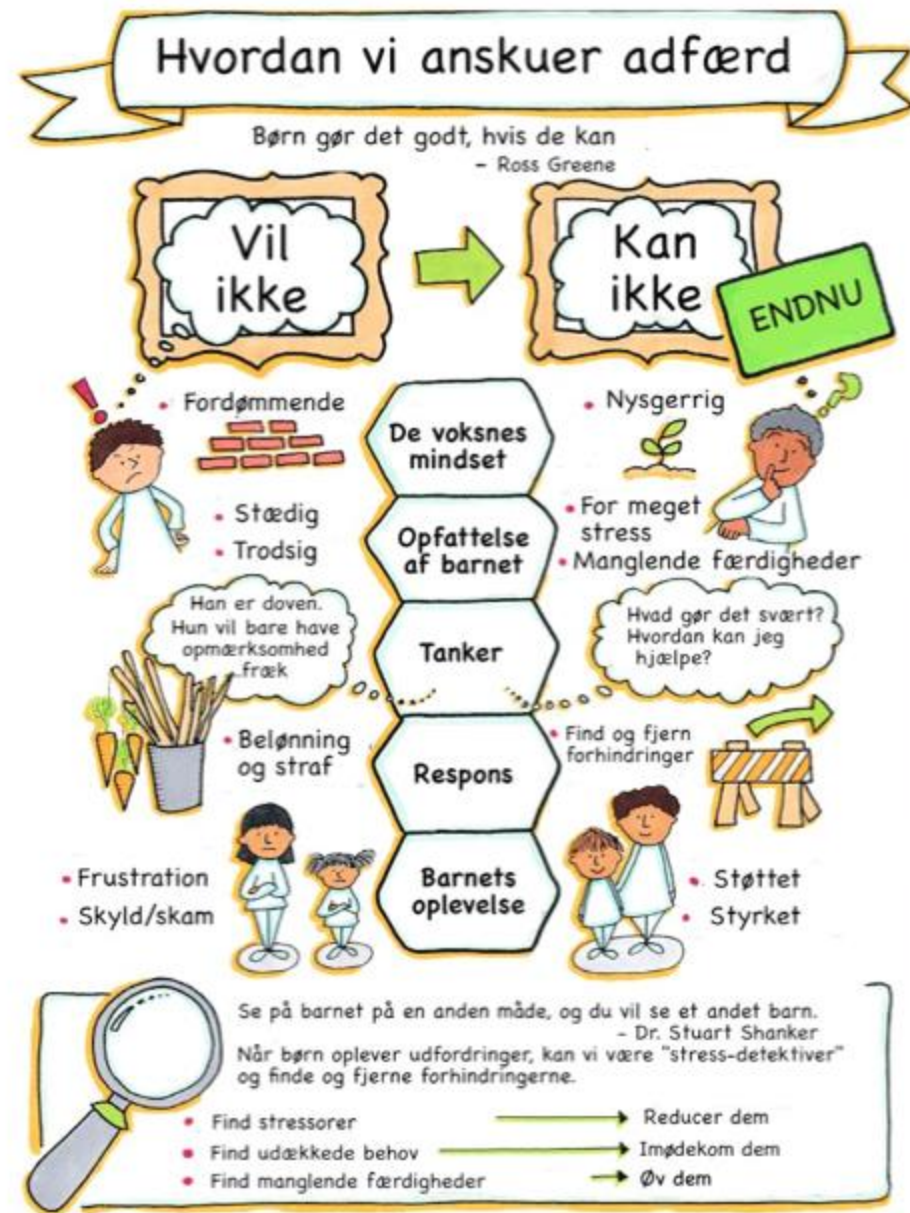 Hvordan vi anskuer adfærd
Børn gør det godt, hvis de kan
- Ross Greene
Vil
ikke
Kan
ikke
ENDNU
!
?
• Fordømmende
De voksnes
mindset
• Nysgerrig
• Stædig
• Trodsig
Opfattelse
af barnet
• For meget
stress
• Manglende færdigheder
Han er doven.
Hun vil bare have
opmærksomhed
..fræk
Tanker
Hvad gør det svært?
Hvordan kan jeg
hjælpe?
• Belønning
og straf
Respons
• Find og fjern
forhindringer
• Frustration
• Skyld/skam
Barnets
oplevelse
• Støttet
• Styrket
Se på barnet på en anden måde, og du vil se et andet barn.
- Dr. Stuart Shanker
Når børn oplever udfordringer, kan vi være "stress-detektiver"
og finde og fjerne forhindringerne.
• Find stressorer → Reducer dem
• Find udækkede behov → Imødekom dem
• Find manglende færdigheder → Øv dem